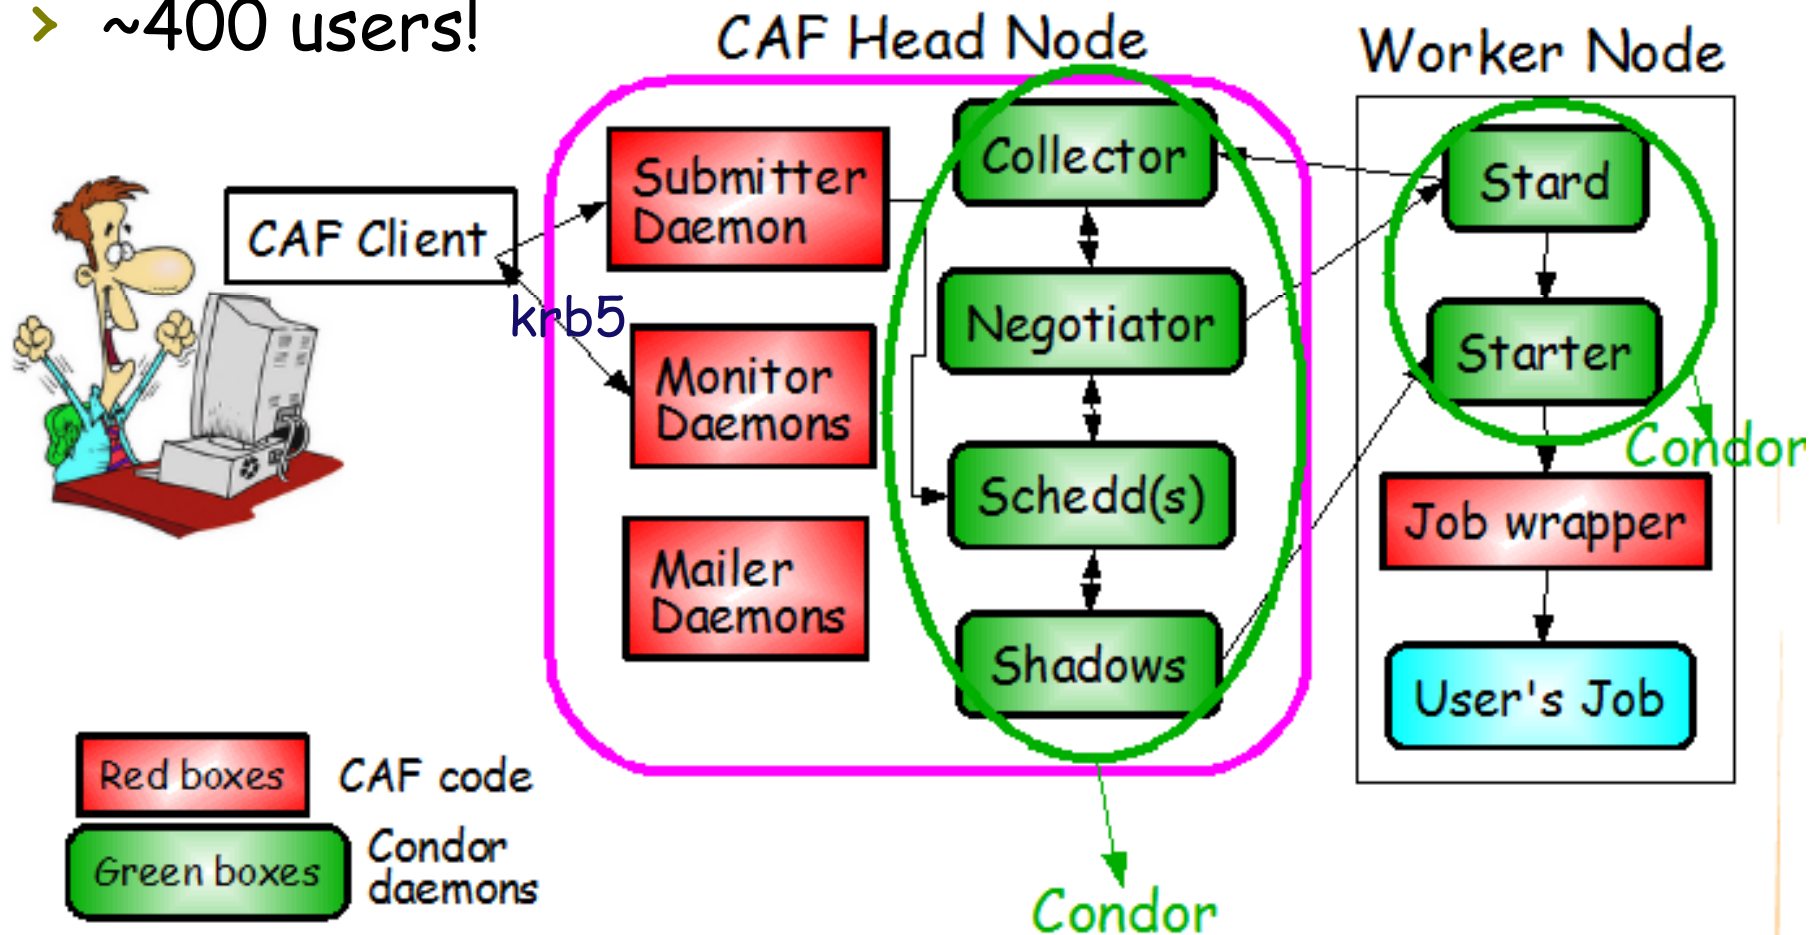 > ~400 users!
CAF Head Node
Worker Node
CAF Client
krb5
Submitter
Daemon
Monitor
Daemons
Mailer
Daemons
Collector
Negotiator
Schedd(s)
Shadows
Condor
Stard
Starter
Condor
Job wrapper
User's Job
Red boxes
CAF code
Green boxes
Condor
daemons